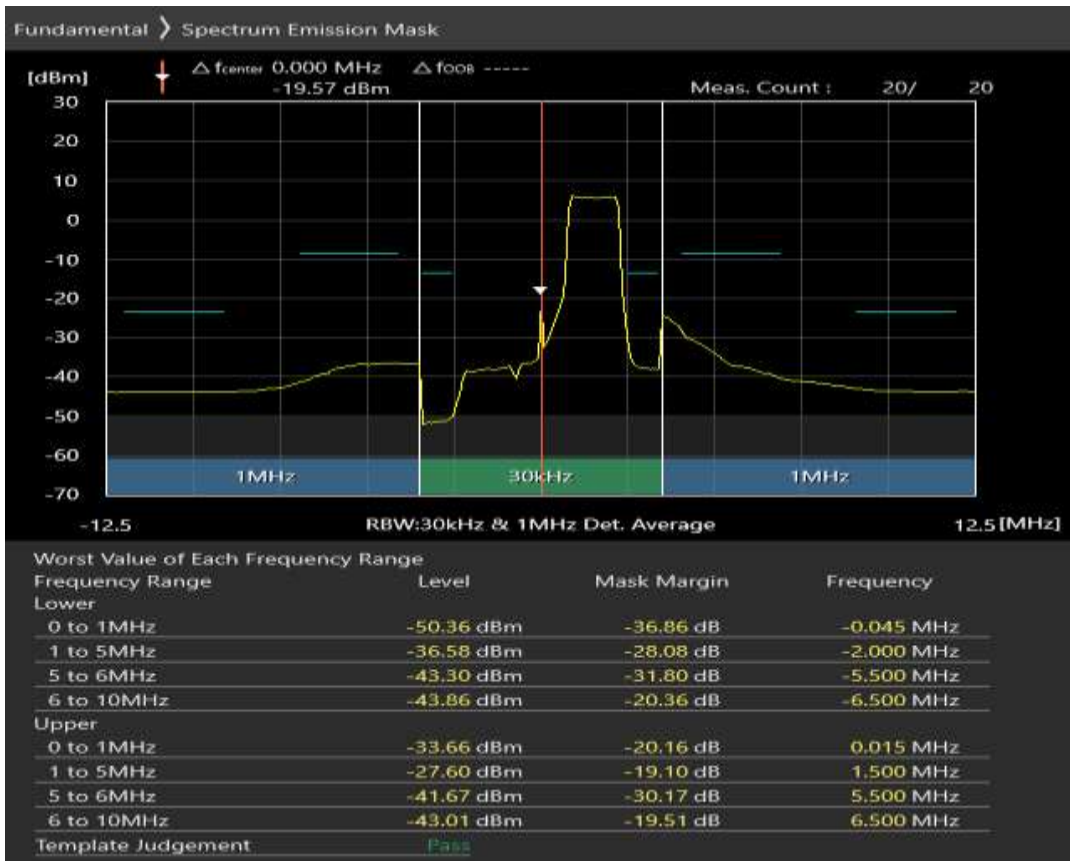 Fundamental ❯ Spectrum Emission Mask
[dBm] △ fcenter 0.000 MHz △ fOOB -----
-19.57 dBm Meas. Count : 20/ 20
30
20
10
0
-10
-20
-30
-40
-50
-60
-70
1MHz 30kHz 1MHz
-12.5 RBW:30kHz & 1MHz Det. Average 12.5 [MHz]
Worst Value of Each Frequency Range
Frequency Range Level Mask Margin Frequency
Lower
0 to 1MHz -50.36 dBm -36.86 dB -0.045 MHz
1 to 5MHz -36.58 dBm -28.08 dB -2.000 MHz
5 to 6MHz -43.30 dBm -31.80 dB -5.500 MHz
6 to 10MHz -43.86 dBm -20.36 dB -6.500 MHz
Upper
0 to 1MHz -33.66 dBm -20.16 dB 0.015 MHz
1 to 5MHz -27.60 dBm -19.10 dB 1.500 MHz
5 to 6MHz -41.67 dBm -30.17 dB 5.500 MHz
6 to 10MHz -43.01 dBm -19.51 dB 6.500 MHz
Template Judgement Pass